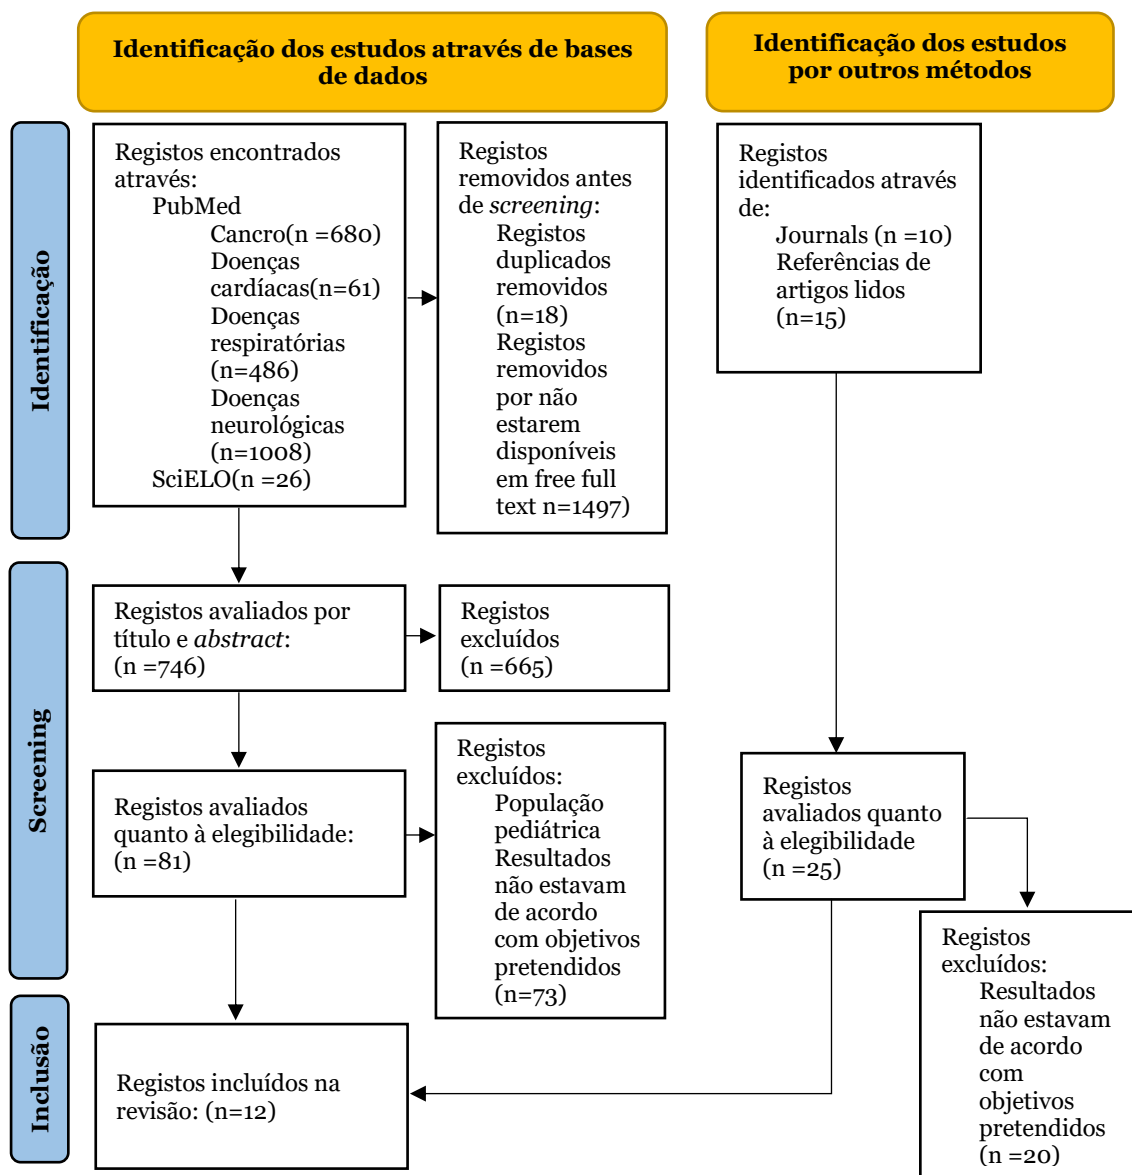 Identificação dos estudos através de bases
de dados
Identificação dos estudos
por outros métodos
Identificação
Registos encontrados
através:
PubMed
Cancro(n =680)
Doenças
cardíacas(n=61)
Doenças
respiratórias
(n=486)
Doenças
neurológicas
(n=1008)
SciELO(n =26)
Registos
removidos antes
de screening:
Registos
duplicados
removidos
(n=18)
Registos
removidos
por não
estarem
disponíveis
em free full
text n=1497)
Registos
identificados através
de:
Journals (n =10)
Referências de
artigos lidos
(n=15)
Screening
Registos avaliados por
título e abstract:
(n =746)
Registos
excluídos
(n =665)
Registos avaliados
quanto à elegibilidade:
(n =81)
Registos
excluídos:
População
pediátrica
Resultados
não estavam
de acordo
com objetivos
pretendidos
(n=73)
Registos
avaliados quanto
à elegibilidade
(n =25)
Registos
excluídos:
Resultados
não estavam
de acordo
com
objetivos
pretendidos
(n =20)
Inclusão
Registos incluídos na
revisão: (n=12)